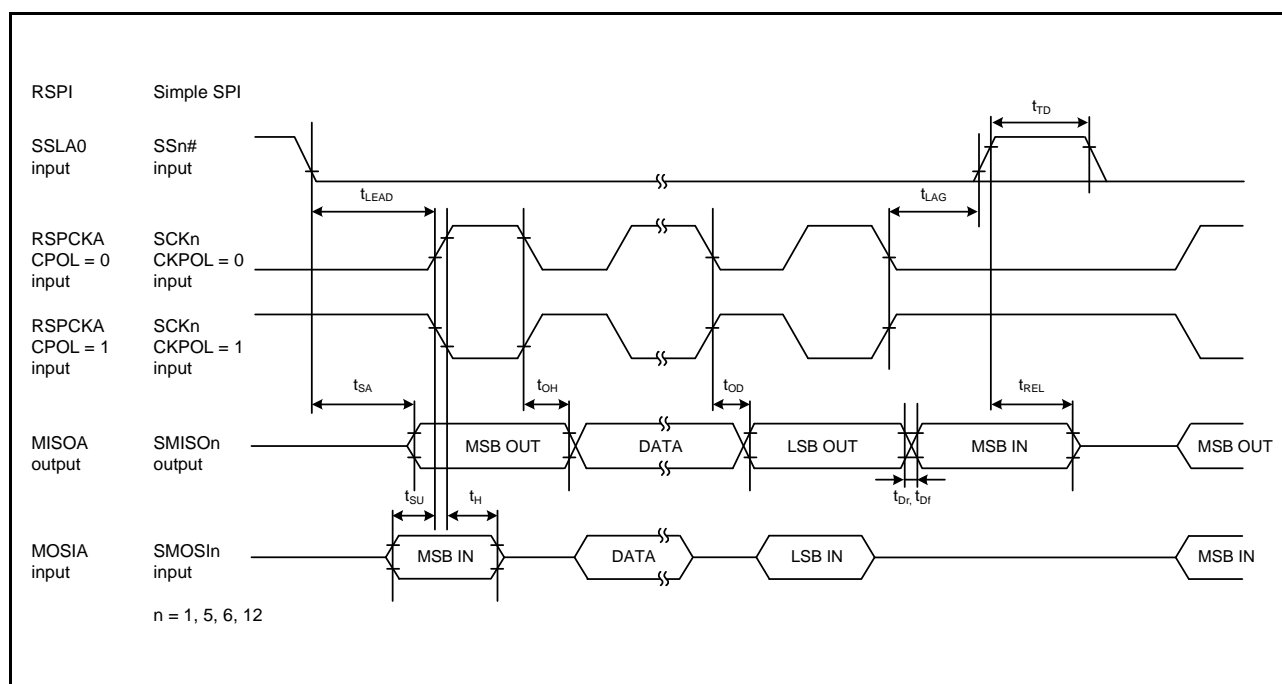 RSPI Simple SPI
tTD
SSLA0 SSn#
input input
tLEAD
tLAG
RSPCKA SCKn
CPOL = 0 CKPOL = 0
input input
RSPCKA SCKn
CPOL = 1 CKPOL = 1
input input
tSA tOH tOD tREL
MISOA SMISOn
output output
MSB OUT DATA LSB OUT MSB IN MSB OUT
tSU tH tDr, tDf
MOSIA SMOSIn
input input
MSB IN DATA LSB IN MSB IN
n = 1, 5, 6, 12